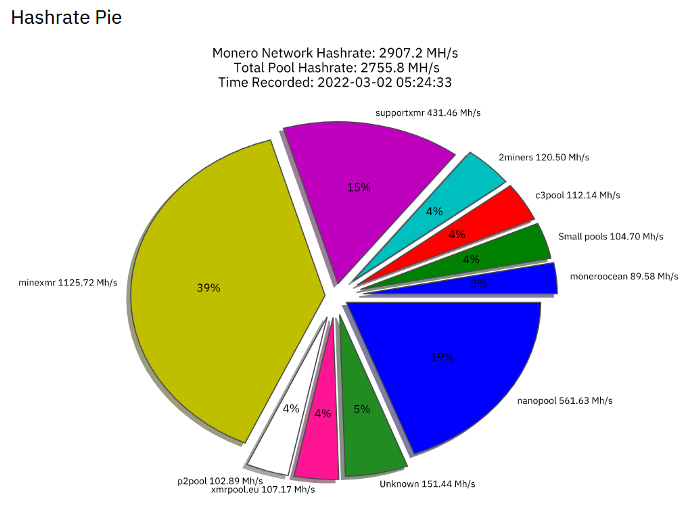 Hashrate Pie
Monero Network Hashrate: 2907.2 MH/s
Total Pool Hashrate: 2755.8 MH/s
Time Recorded: 2022-03-02 05:24:33
supportxmr 431.46 Mh/s
15%
2miners 120.50 Mh/s
4%
c3pool 112.14 Mh/s
4%
Small pools 104.70 Mh/s
4%
moneroocean 89.58 Mh/s
3%
minexmr 1125.72 Mh/s
39%
19%
nanopool 561.63 Mh/s
4%
4%
5%
p2pool 102.89 Mh/s
xmrpool.eu 107.17 Mh/s
Unknown 151.44 Mh/s